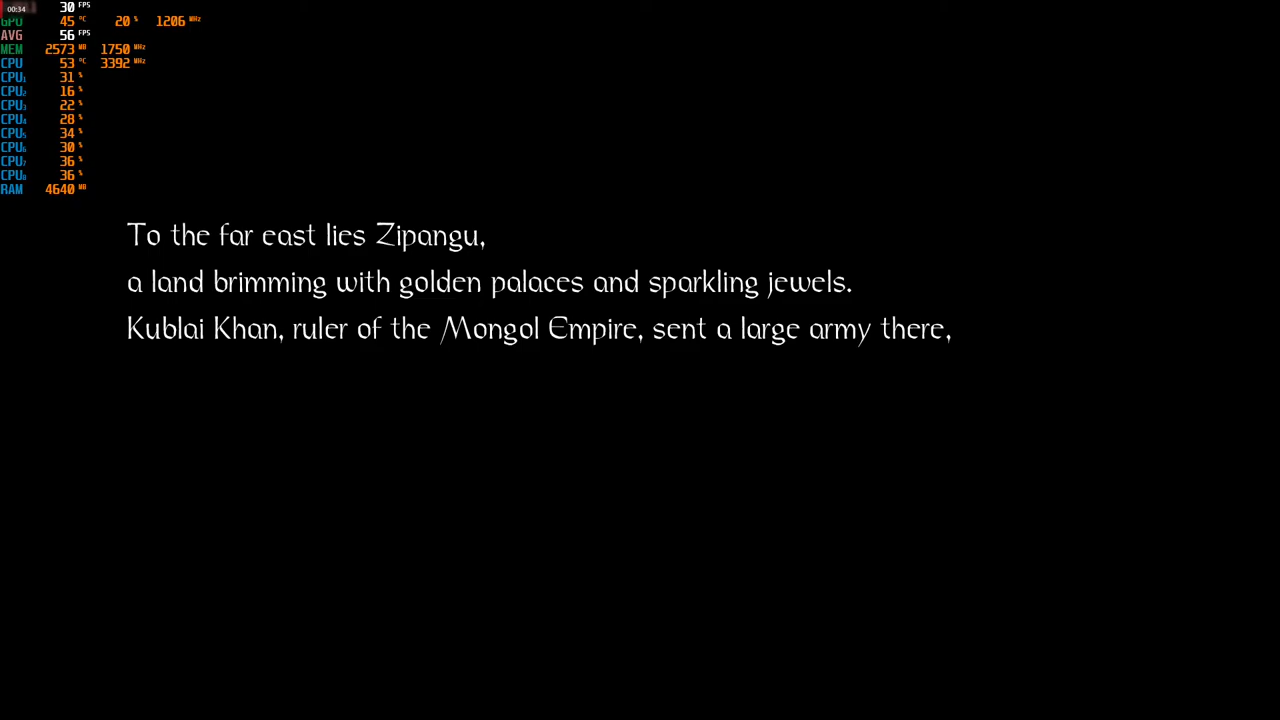 00:34
30 FPS
GPU 45 °C 20 % 1206 MHz
AVG 56 FPS
MEM 2573 MB 1750 MHz
CPU 53 °C 3392 MHz
CPU1 31 %
CPU2 16 %
CPU3 22 %
CPU4 28 %
CPU5 34 %
CPU6 30 %
CPU7 36 %
CPU8 36 %
RAM 4640 MB
To the far east lies Zipangu,
a land brimming with golden palaces and sparkling jewels.
Kublai Khan, ruler of the Mongol Empire, sent a large army there,